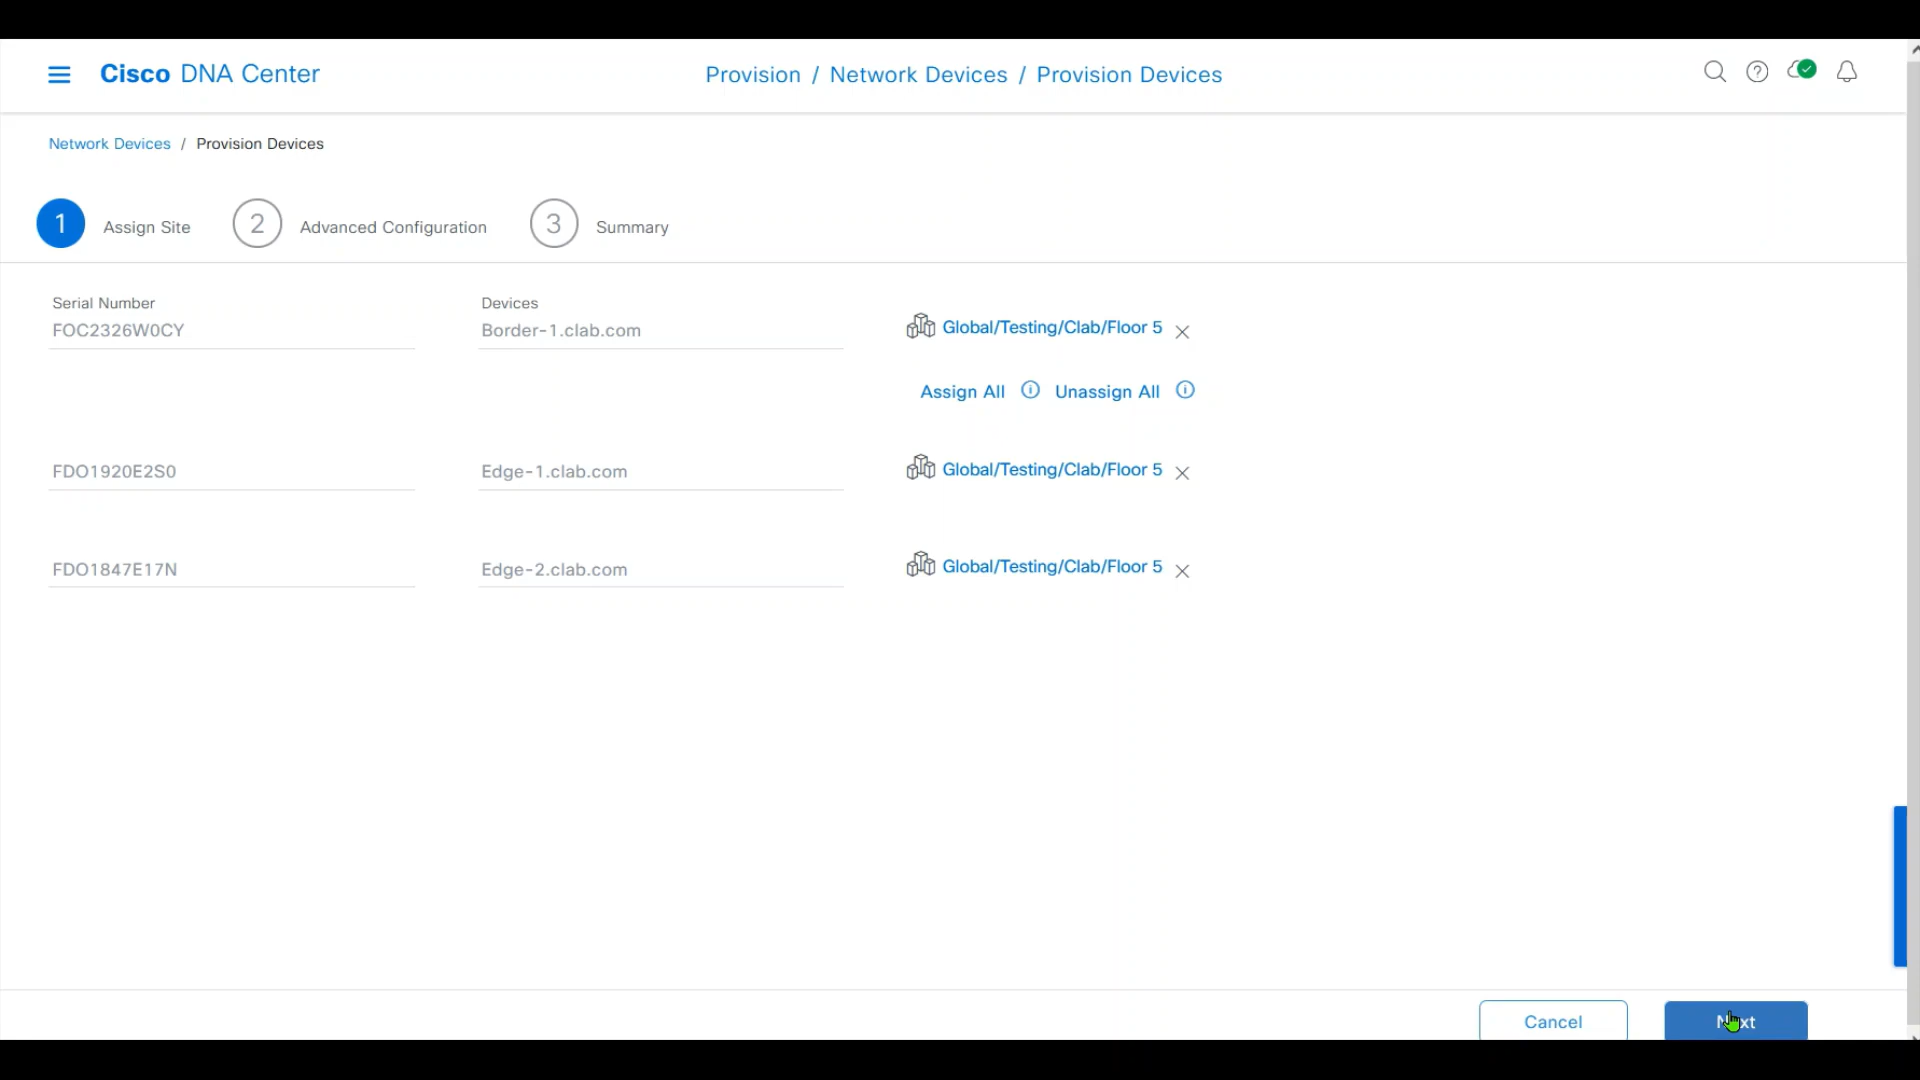 Cisco DNA Center
Provision / Network Devices / Provision Devices
Network Devices / Provision Devices
1 Assign Site 2 Advanced Configuration 3 Summary
Serial Number Devices
FOC2326W0CY Border-1.clab.com Global/Testing/Clab/Floor 5
Assign All Unassign All
FDO1920E2S0 Edge-1.clab.com Global/Testing/Clab/Floor 5
FDO1847E17N Edge-2.clab.com Global/Testing/Clab/Floor 5
Cancel Next